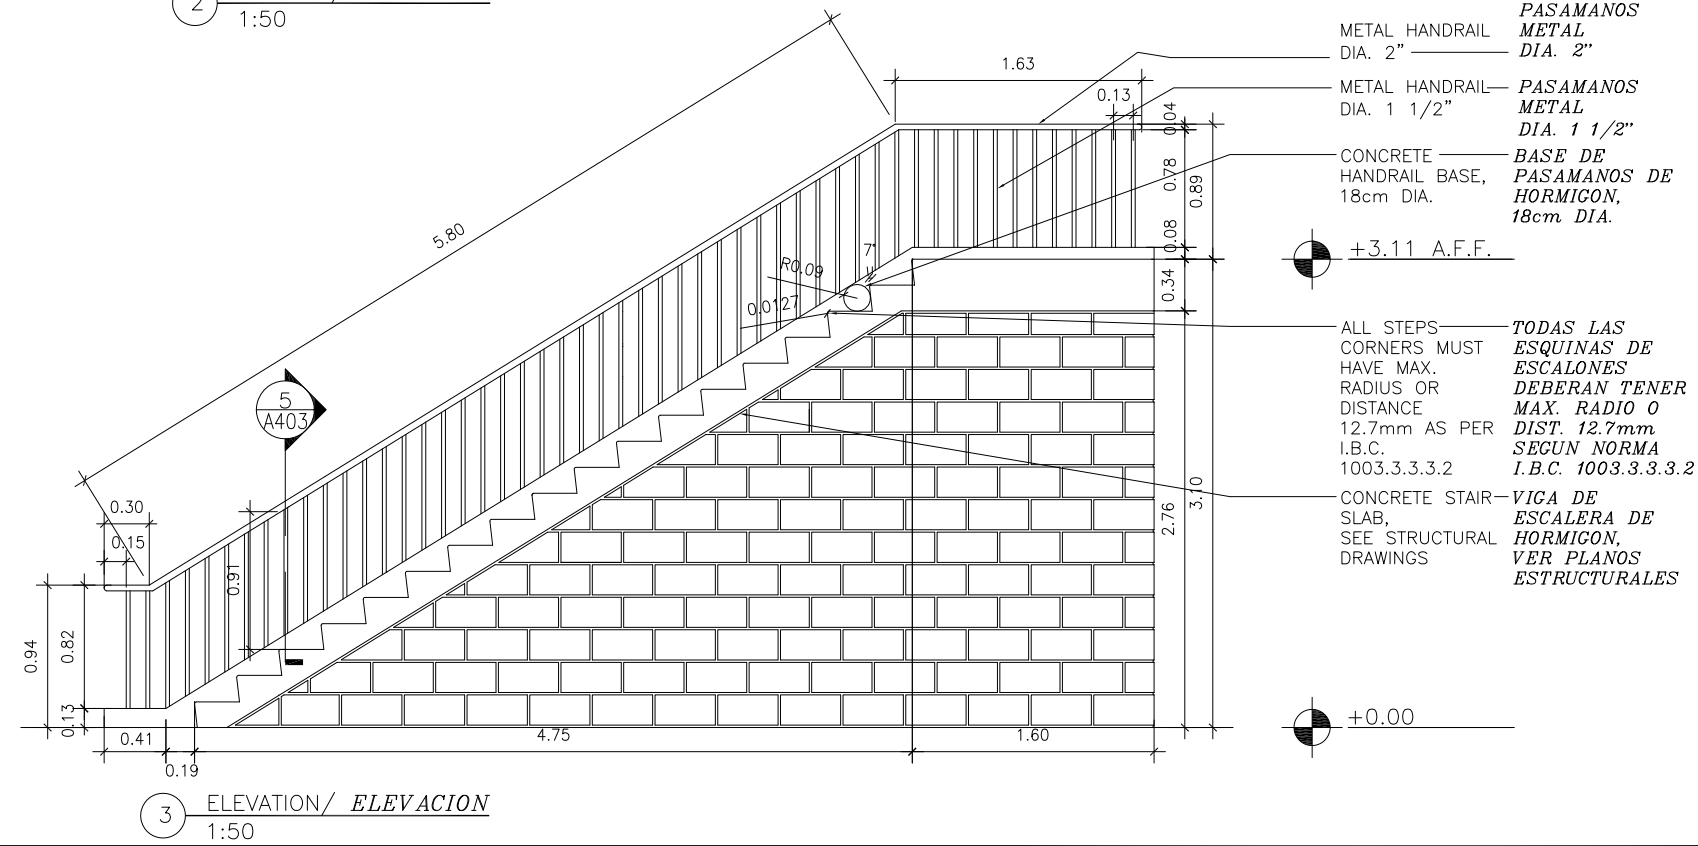 2
1:50
METAL HANDRAIL
DIA. 2"
PASAMANOS
METAL
DIA. 2"
METAL HANDRAIL
DIA. 1 1/2"
PASAMANOS
METAL
DIA. 1 1/2"
CONCRETE
HANDRAIL BASE,
18cm DIA.
BASE DE
PASAMANOS DE
HORMIGON,
18cm DIA.
+3.11 A.F.F.
ALL STEPS
CORNERS MUST
HAVE MAX.
RADIUS OR
DISTANCE
12.7mm AS PER
I.B.C.
1003.3.3.3.2
TODAS LAS
ESQUINAS DE
ESCALONES
DEBERAN TENER
MAX. RADIO O
DIST. 12.7mm
SEGUN NORMA
I.B.C. 1003.3.3.3.2
CONCRETE STAIR
SLAB,
SEE STRUCTURAL
DRAWINGS
VIGA DE
ESCALERA DE
HORMIGON,
VER PLANOS
ESTRUCTURALES
+0.00
1.63
0.13
0.04
0.78
0.89
0.08
0.34
5.80
7"
R0.09
0.0127
5
A403
0.30
0.15
0.91
0.94
0.82
0.13
2.76
3.10
0.41
0.19
4.75
1.60
3
ELEVATION/ ELEVACION
1:50